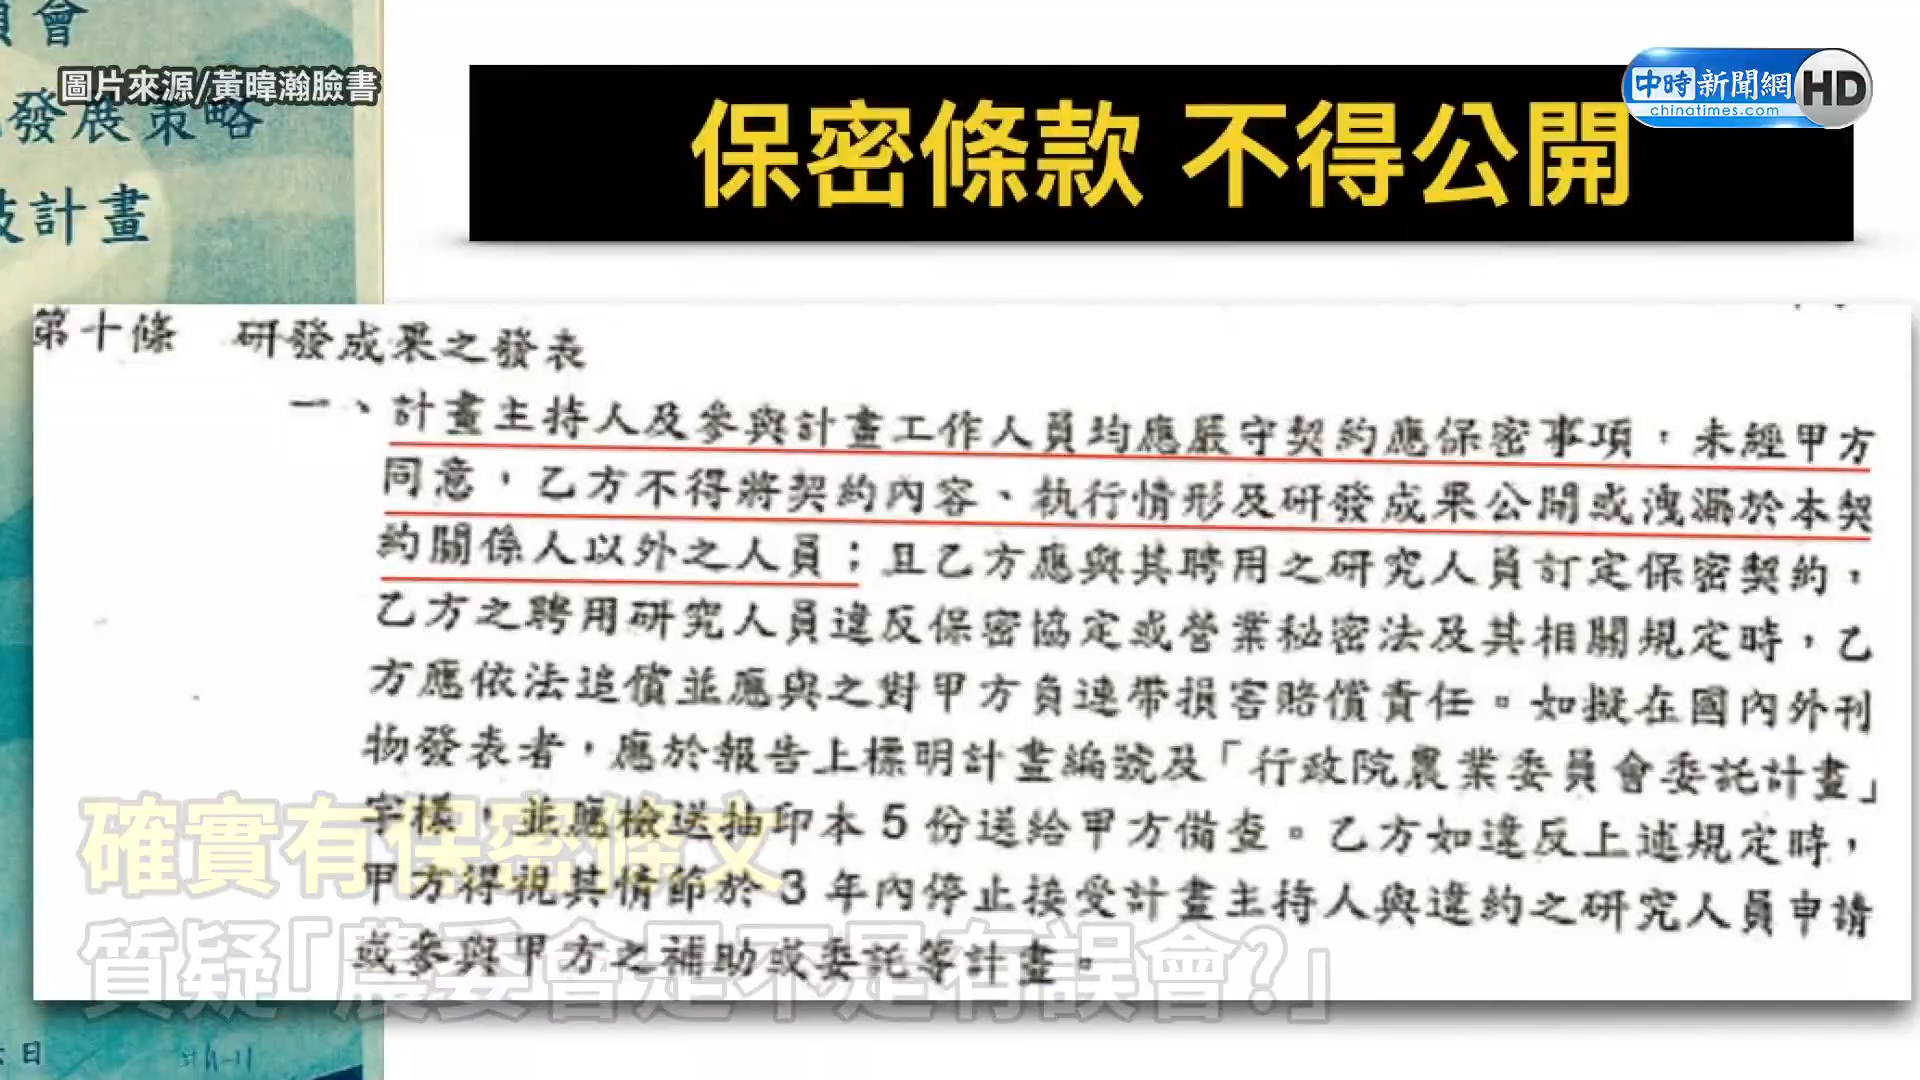 員會
圖片來源/黃暐瀚臉書
發展策略
計畫
中時新聞網 HD
chinatimes.com
保密條款 不得公開
第十條 研發成果之發表
一、計畫主持人及參與計畫工作人員均應嚴守契約應保密事項，未經甲方
同意，乙方不得將契約內容、執行情形及研發成果公開或洩漏於本契
約關係人以外之人員；且乙方應與其聘用之研究人員訂定保密契約，
乙方之聘用研究人員違反保密協定或營業秘密法及其相關規定時，乙
方應依法追償並應與之對甲方負連帶損害賠償責任。如擬在國內外刊
物發表者，應於報告上標明計畫編號及「行政院農業委員會委託計畫」
字樣，並應檢送抽印本 5 份送給甲方備查。乙方如違反上述規定時，
甲方得視其情節於 3 年內停止接受計畫主持人與違約之研究人員申請
或參與甲方之補助或委託等計畫。
確實有保密條文
質疑「農委會是不是有誤會?」
日